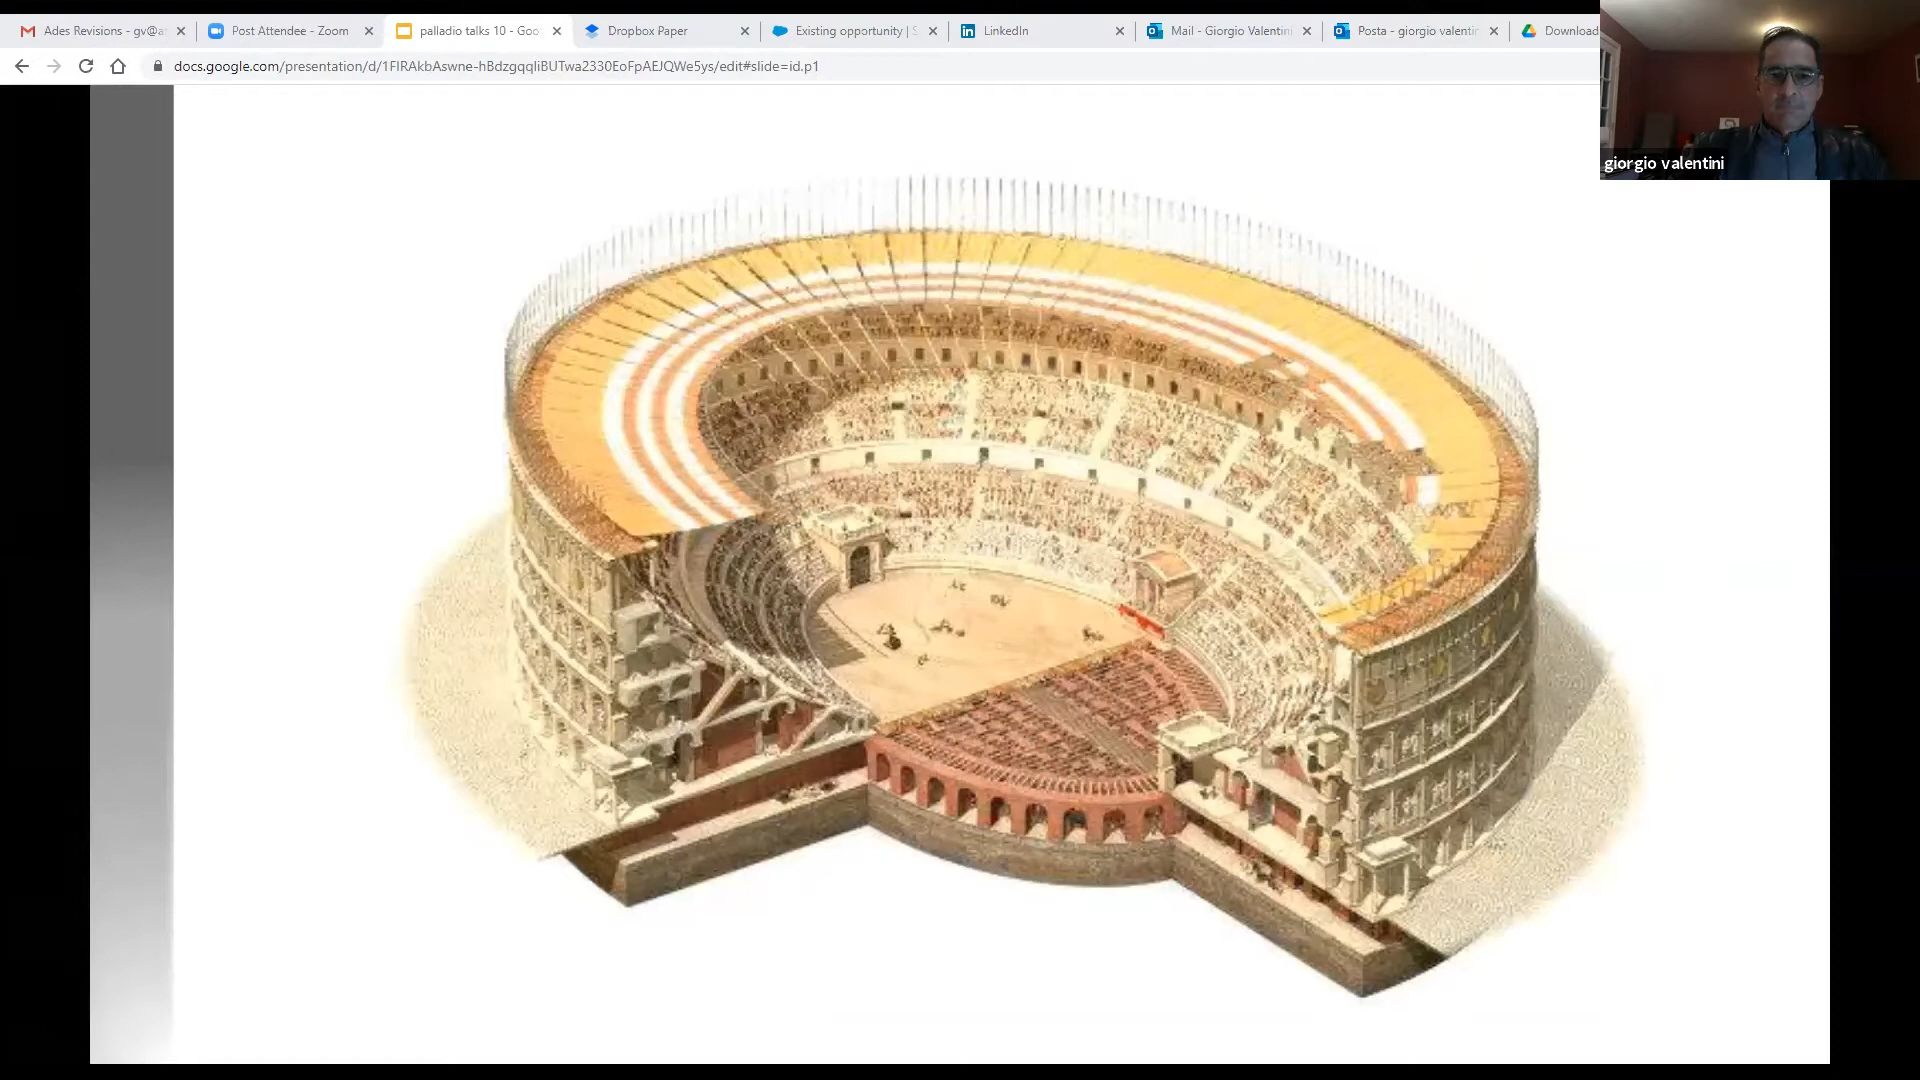 Ades Revisions - gv@a
Post Attendee - Zoom
palladio talks 10 - Goo
Dropbox Paper
Existing opportunity | S
LinkedIn
Mail - Giorgio Valentini
Posta - giorgio valentin
Download
docs.google.com/presentation/d/1FIRAkbAswne-hBdzgqqliBUTwa2330EoFpAEJQWe5ys/edit#slide=id.p1
giorgio valentini